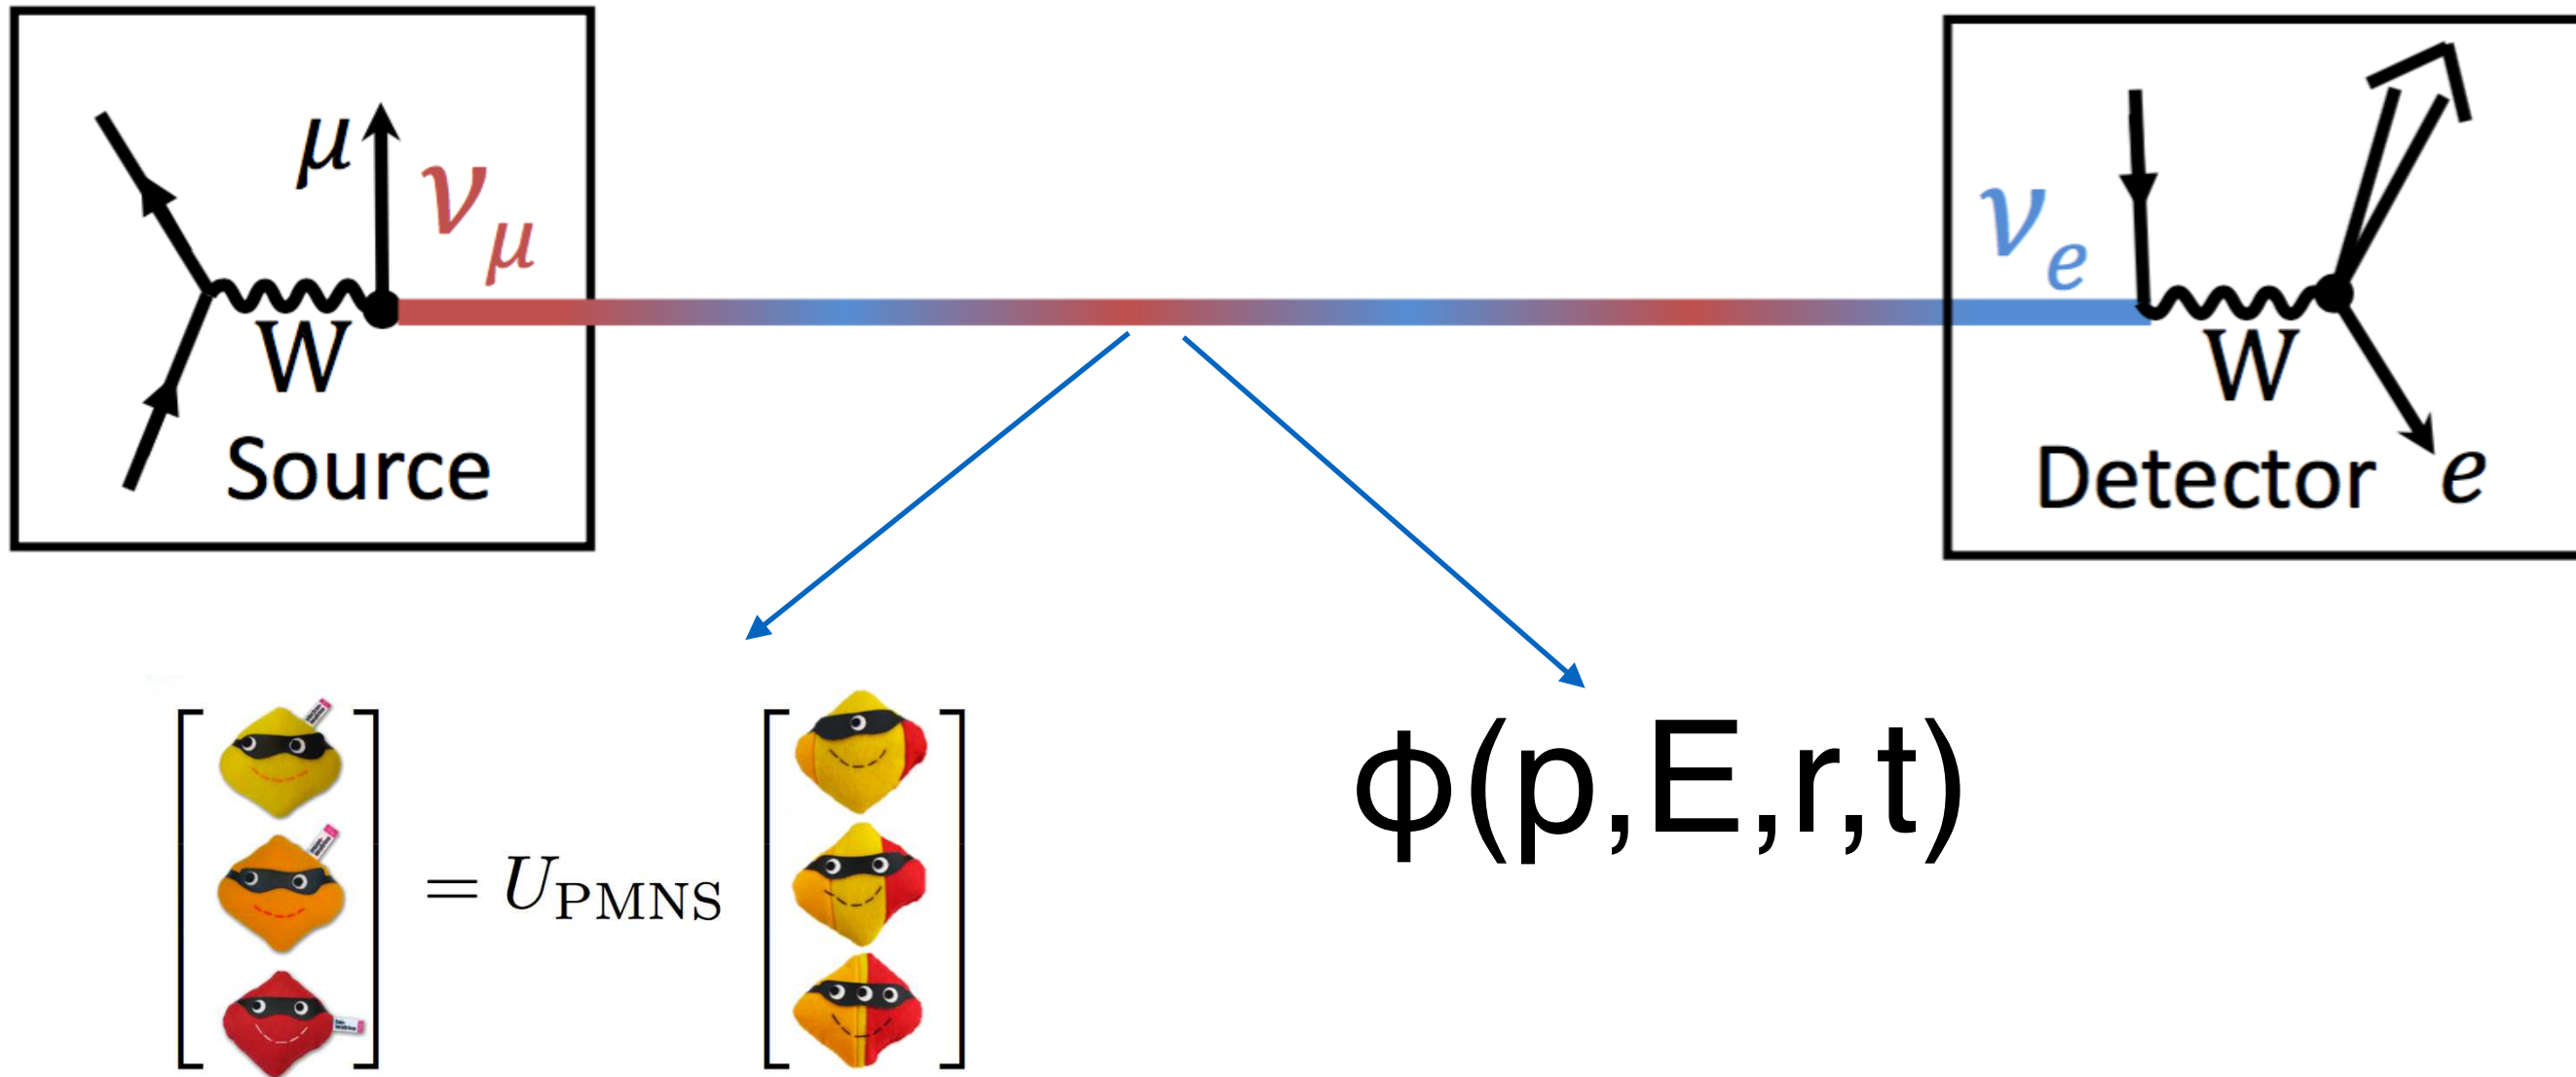 μ
ν_μ
W
Source
ν_e
W
Detector
e
= U_PMNS
ϕ(p,E,r,t)